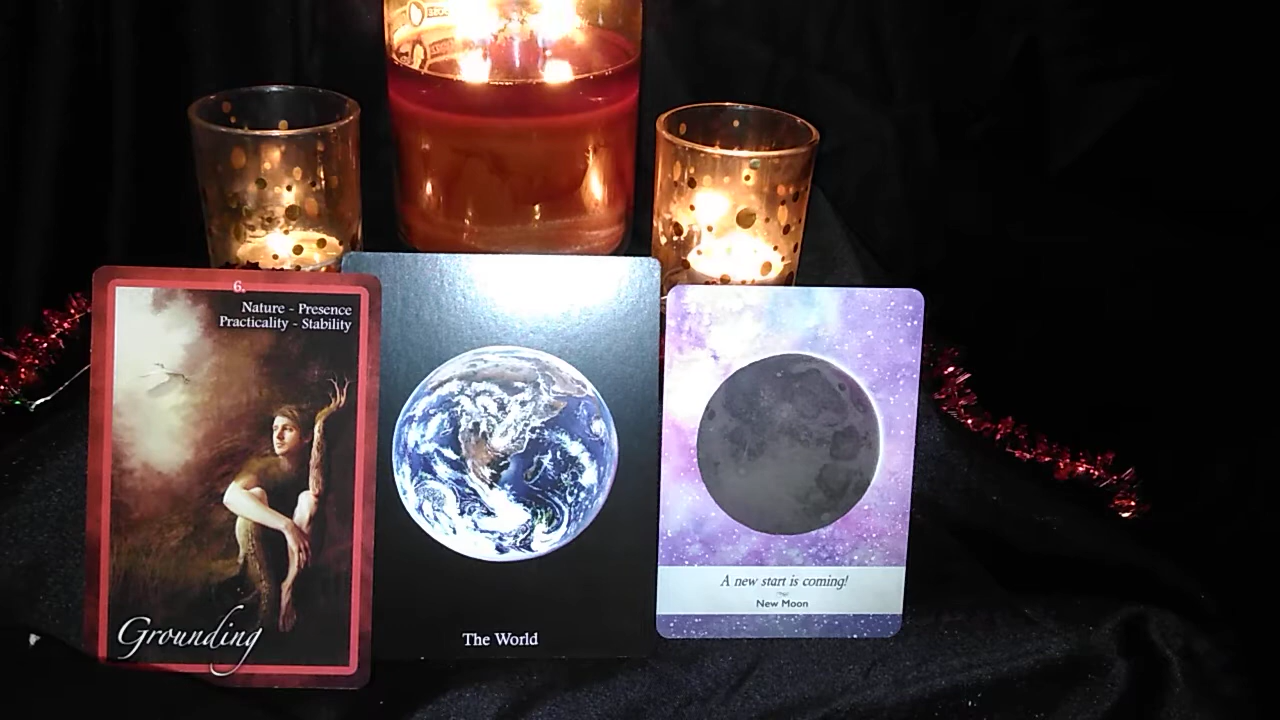 6.
Nature - Presence
Practicality - Stability
Grounding
The World
A new start is coming!
New Moon